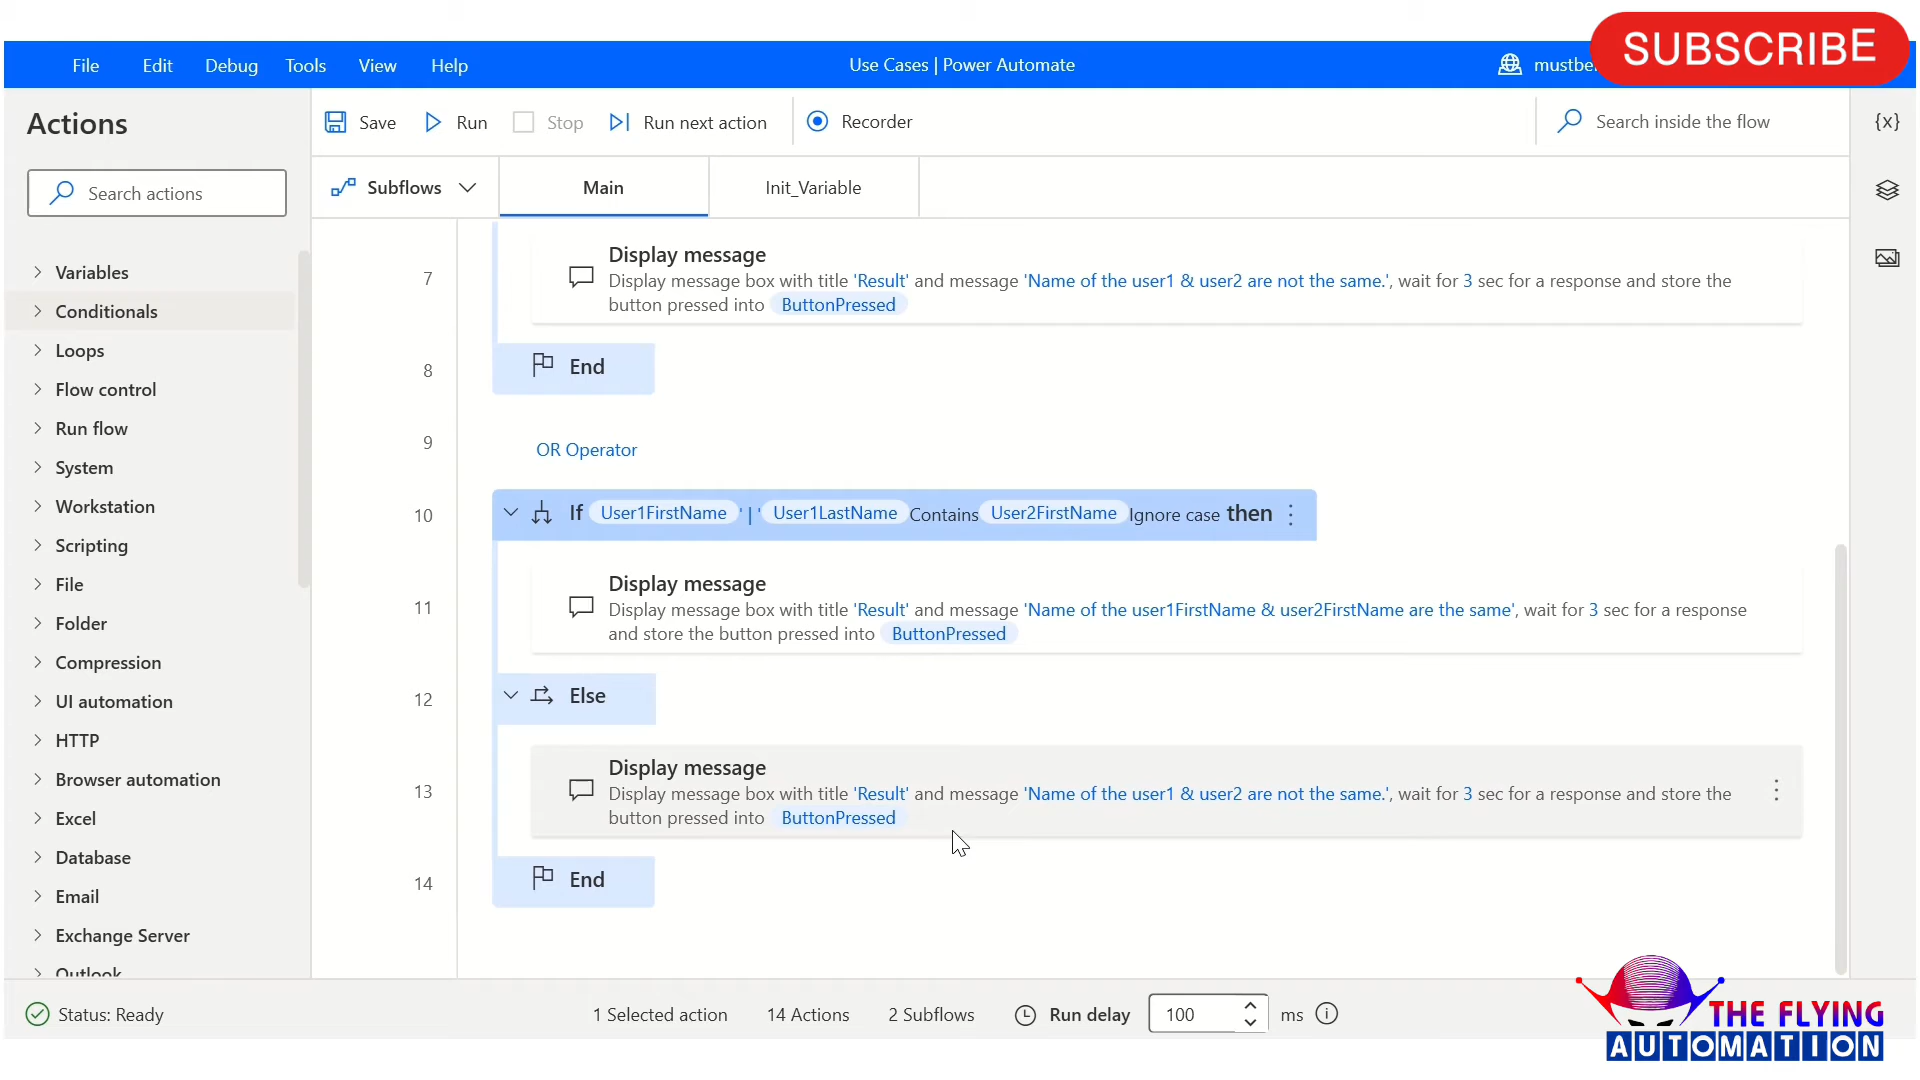 SUBSCRIBE
File Edit Debug Tools View Help
Use Cases | Power Automate
Actions
Save Run Stop Run next action Recorder
Search inside the flow
{x}
Search actions
Subflows Main Init_Variable
Variables
Conditionals
Loops
Flow control
Run flow
System
Workstation
Scripting
File
Folder
Compression
UI automation
HTTP
Browser automation
Excel
Database
Email
Exchange Server
Outlook
7
Display message
Display message box with title 'Result' and message 'Name of the user1 & user2 are not the same.', wait for 3 sec for a response and store the
button pressed into ButtonPressed
8 End
9 OR Operator
10 If User1FirstName ' | ' User1LastName Contains User2FirstName Ignore case then
11
Display message
Display message box with title 'Result' and message 'Name of the user1FirstName & user2FirstName are the same', wait for 3 sec for a response
and store the button pressed into ButtonPressed
12 Else
13
Display message
Display message box with title 'Result' and message 'Name of the user1 & user2 are not the same.', wait for 3 sec for a response and store the
button pressed into ButtonPressed
14 End
Status: Ready 1 Selected action 14 Actions 2 Subflows Run delay 100 ms
THE FLYING
AUTOMATION